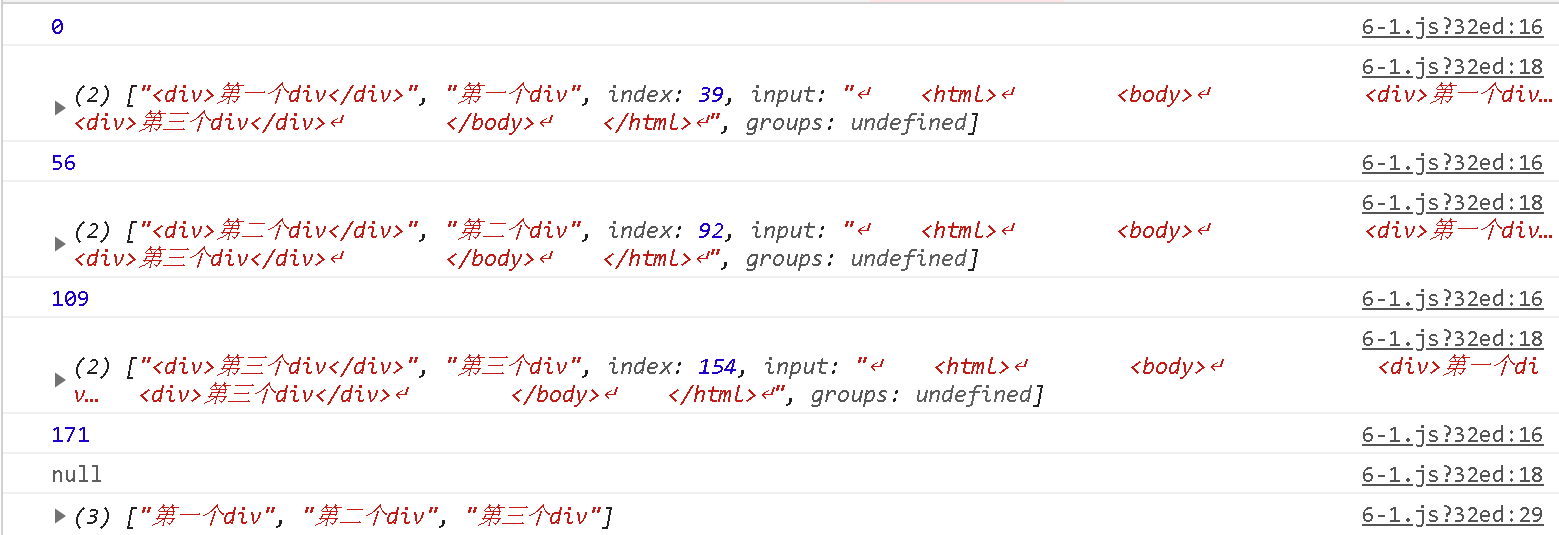 0 6-1.js?32ed:16
6-1.js?32ed:18
(2) ["<div>第一个div</div>", "第一个div", index: 39, input: "↵    <html>↵        <body>↵            <div>第一个div…
<div>第三个div</div>↵        </body>↵    </html>↵", groups: undefined]
56 6-1.js?32ed:16
6-1.js?32ed:18
(2) ["<div>第二个div</div>", "第二个div", index: 92, input: "↵    <html>↵        <body>↵            <div>第一个div…
<div>第三个div</div>↵        </body>↵    </html>↵", groups: undefined]
109 6-1.js?32ed:16
6-1.js?32ed:18
(2) ["<div>第三个div</div>", "第三个div", index: 154, input: "↵    <html>↵        <body>↵            <div>第一个di
v…   <div>第三个div</div>↵        </body>↵    </html>↵", groups: undefined]
171 6-1.js?32ed:16
null 6-1.js?32ed:18
(3) ["第一个div", "第二个div", "第三个div"] 6-1.js?32ed:29